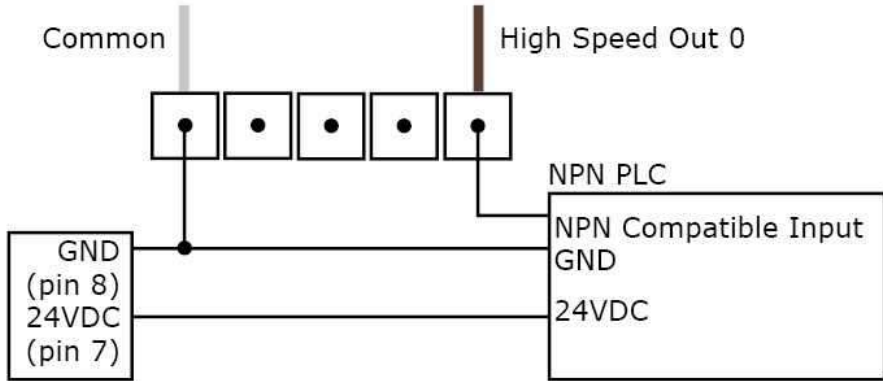 Common
High Speed Out 0
NPN PLC
NPN Compatible Input
GND
24VDC
GND
(pin 8)
24VDC
(pin 7)